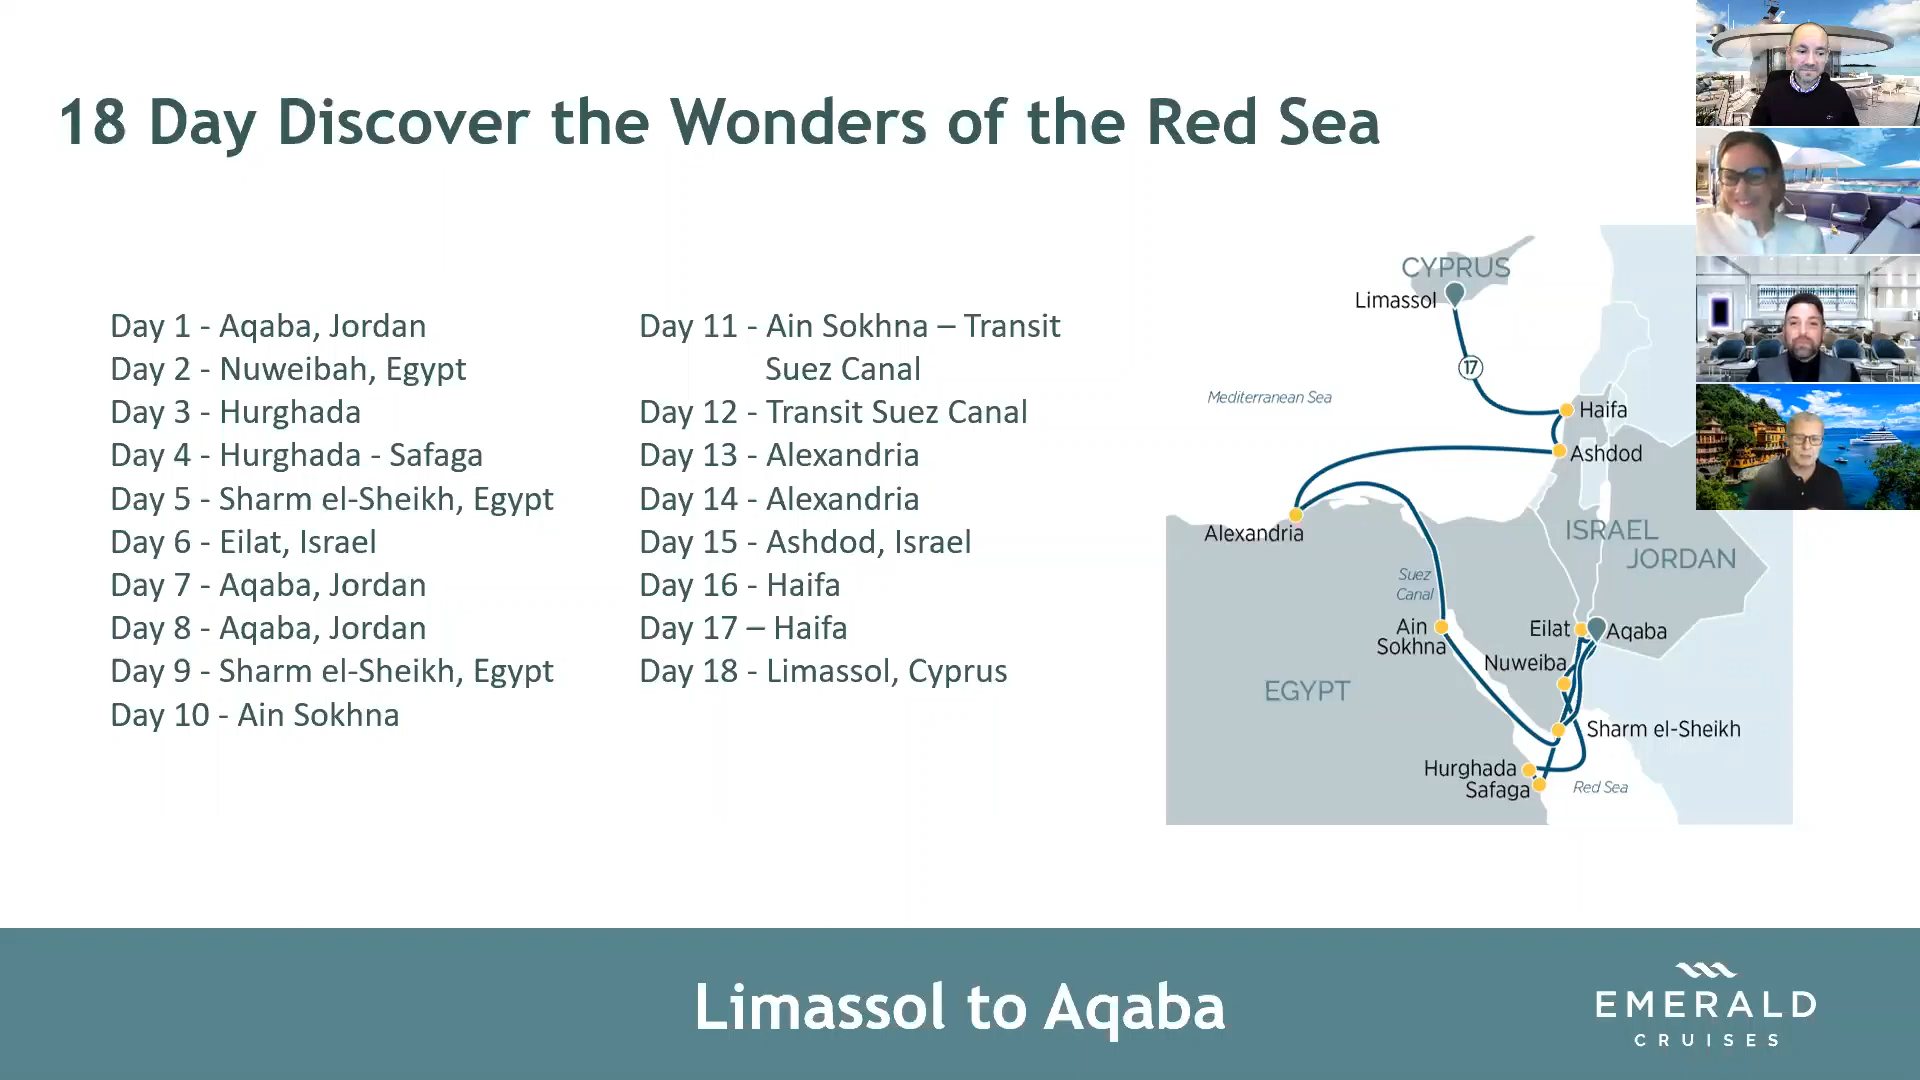 18 Day Discover the Wonders of the Red Sea
Day 1 - Aqaba, Jordan
Day 2 - Nuweibah, Egypt
Day 3 - Hurghada
Day 4 - Hurghada - Safaga
Day 5 - Sharm el-Sheikh, Egypt
Day 6 - Eilat, Israel
Day 7 - Aqaba, Jordan
Day 8 - Aqaba, Jordan
Day 9 - Sharm el-Sheikh, Egypt
Day 10 - Ain Sokhna
Day 11 - Ain Sokhna – Transit
Suez Canal
Day 12 - Transit Suez Canal
Day 13 - Alexandria
Day 14 - Alexandria
Day 15 - Ashdod, Israel
Day 16 - Haifa
Day 17 – Haifa
Day 18 - Limassol, Cyprus
CYPRUS
Limassol
17
Mediterranean Sea
Haifa
Ashdod
Alexandria
ISRAEL
JORDAN
Suez
Canal
Ain
Sokhna
Eilat
Aqaba
Nuweiba
EGYPT
Sharm el-Sheikh
Hurghada
Safaga
Red Sea
Limassol to Aqaba
EMERALD
CRUISES